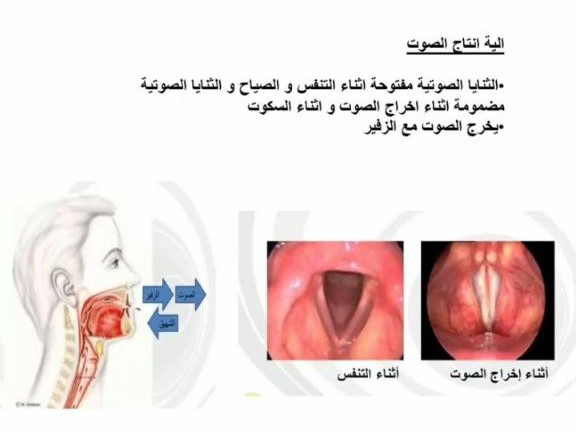 الية انتاج الصوت
•الثنايا الصوتية مفتوحة اثناء التنفس و الصياح و الثنايا الصوتية
مضمومة اثناء اخراج الصوت و اثناء السكوت
•يخرج الصوت مع الزفير
الزفير
الصوت
الشهيق
أثناء إخراج الصوت
أثناء التنفس